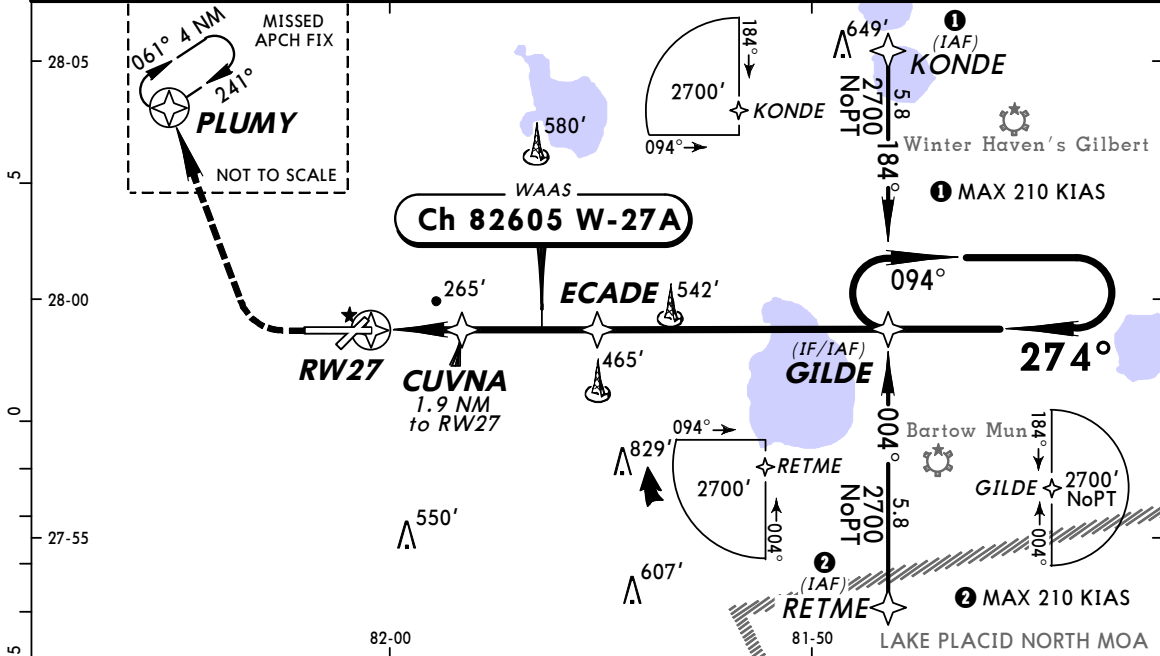 MISSED
APCH FIX
061° 4 NM
241°
PLUMY
NOT TO SCALE
28-05
5
28-00
0
27-55
5
580'
184°
2700'
KONDE
094°
649'
1
(IAF)
KONDE
5.8
2700
NoPT
184°
Winter Haven's Gilbert
1 MAX 210 KIAS
WAAS
Ch 82605 W-27A
265'
ECADE
542'
094°
274°
(IF/IAF)
GILDE
RW27
CUVNA
1.9 NM
to RW27
465'
829'
550'
607'
094°
RETME
2700'
004°
004°
5.8
2700
NoPT
Bartow Mun
184°
GILDE
2700'
NoPT
004°
2
(IAF)
RETME
2 MAX 210 KIAS
82-00
81-50
LAKE PLACID NORTH MOA